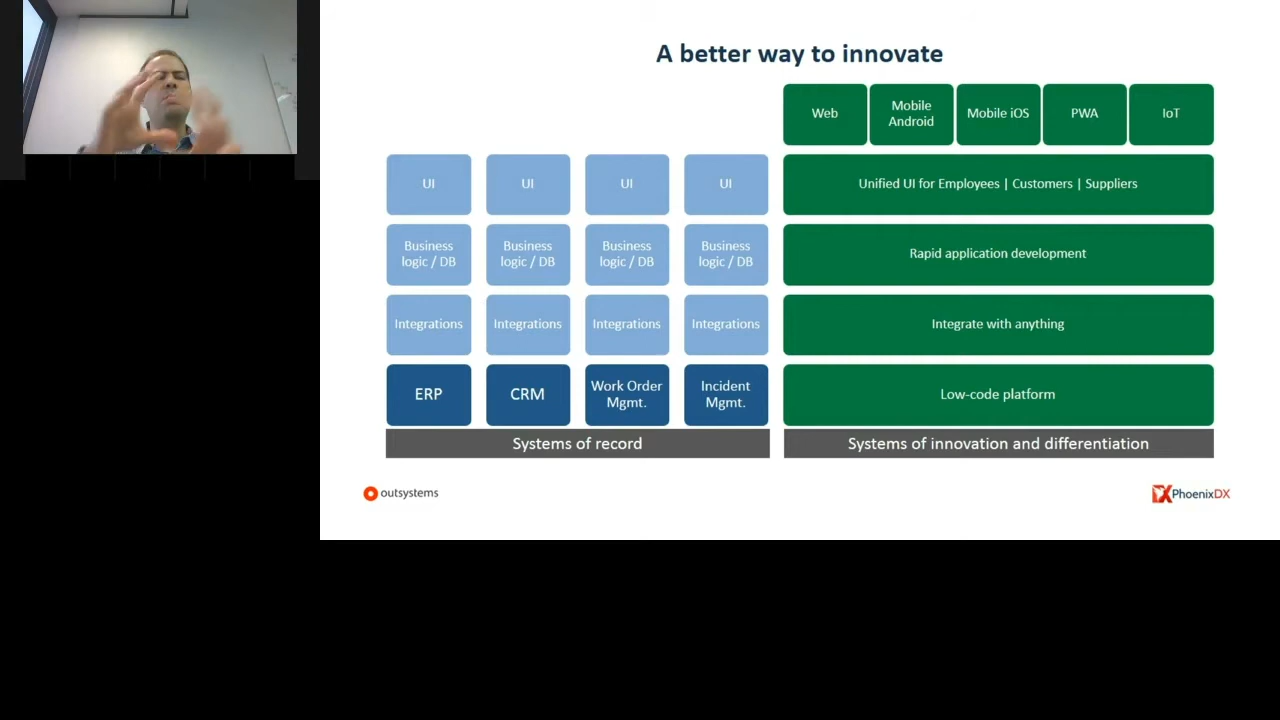 A better way to innovate
Web
Mobile
Android
Mobile iOS
PWA
IoT
UI
UI
UI
UI
Unified UI for Employees | Customers | Suppliers
Business
logic / DB
Business
logic / DB
Business
logic / DB
Business
logic / DB
Rapid application development
Integrations
Integrations
Integrations
Integrations
Integrate with anything
ERP
CRM
Work Order
Mgmt.
Incident
Mgmt.
Low-code platform
Systems of record
Systems of innovation and differentiation
outsystems
PhoenixDX